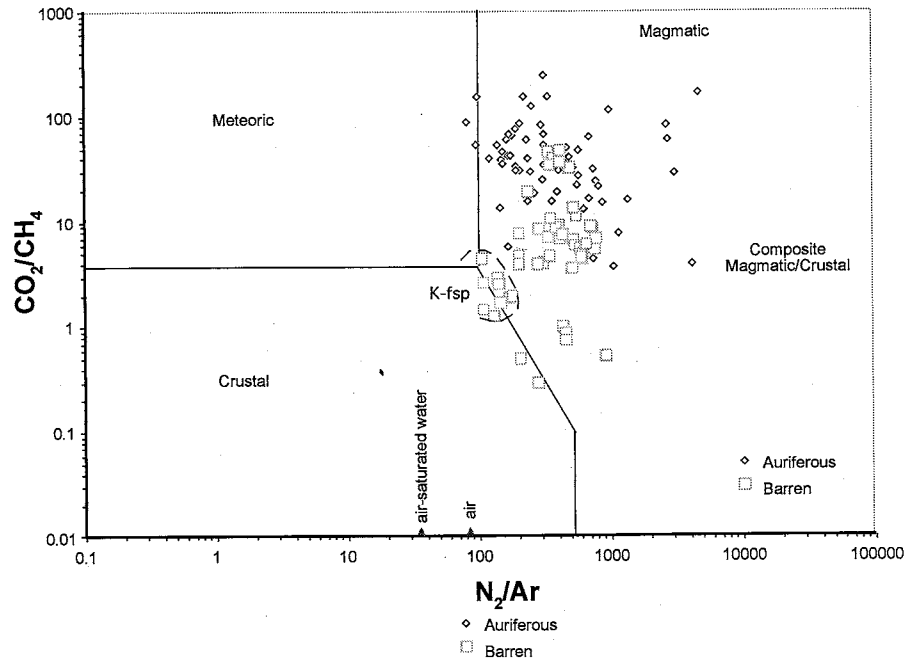 1000
100
10
1
0.1
0.01
CO₂/CH₄
Magmatic
Meteoric
Composite
Magmatic/Crustal
K-fsp
Crustal
air-saturated water
air
Auriferous
Barren
0.1
1
10
100
1000
10000
100000
N₂/Ar
Auriferous
Barren